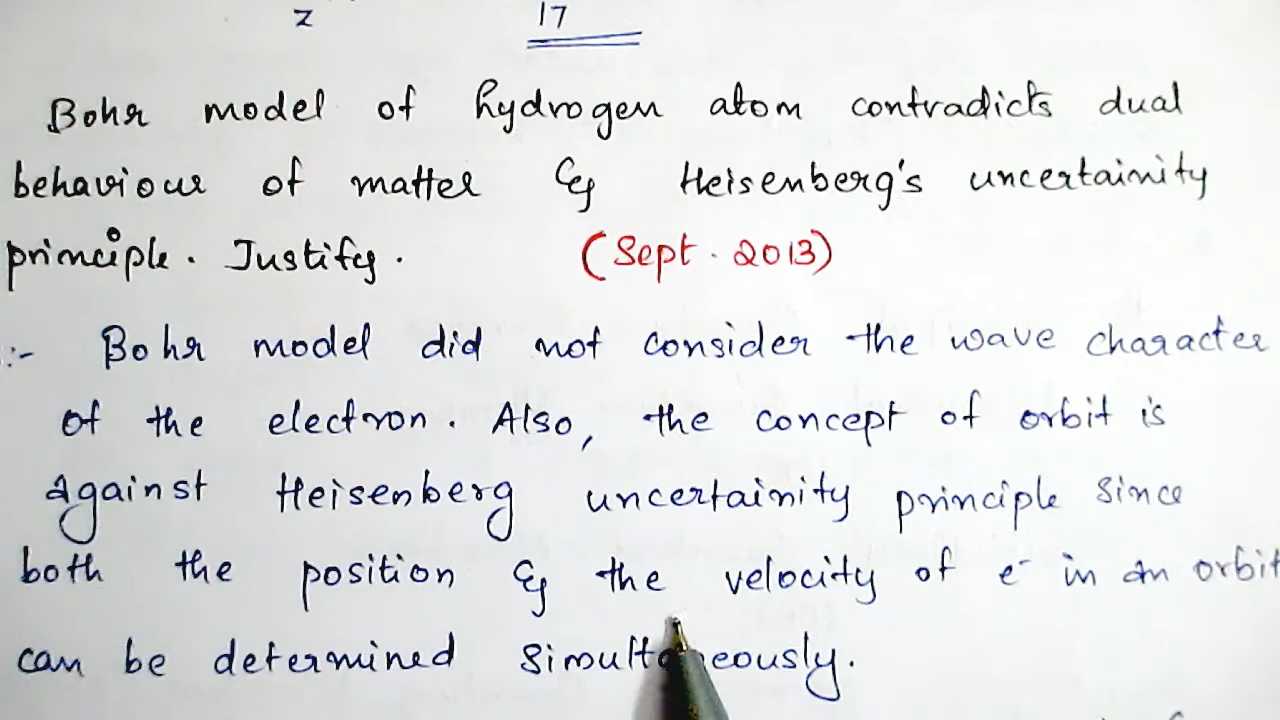 z 17
Bohr model of hydrogen atom contradicts dual
behaviour of matter & Heisenberg's uncertainity
principle. Justify. (Sept. 2013)
:- Bohr model did not consider the wave character
of the electron. Also, the concept of orbit is
against Heisenberg uncertainity principle since
both the position & the velocity of e⁻ in an orbit
can be determined simultaneously.